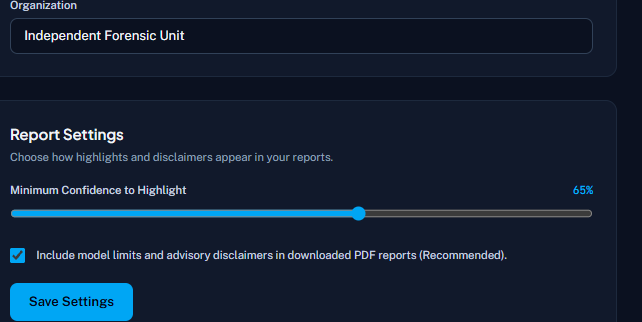 Organization
Independent Forensic Unit
Report Settings
Choose how highlights and disclaimers appear in your reports.
Minimum Confidence to Highlight
65%
Include model limits and advisory disclaimers in downloaded PDF reports (Recommended).
Save Settings